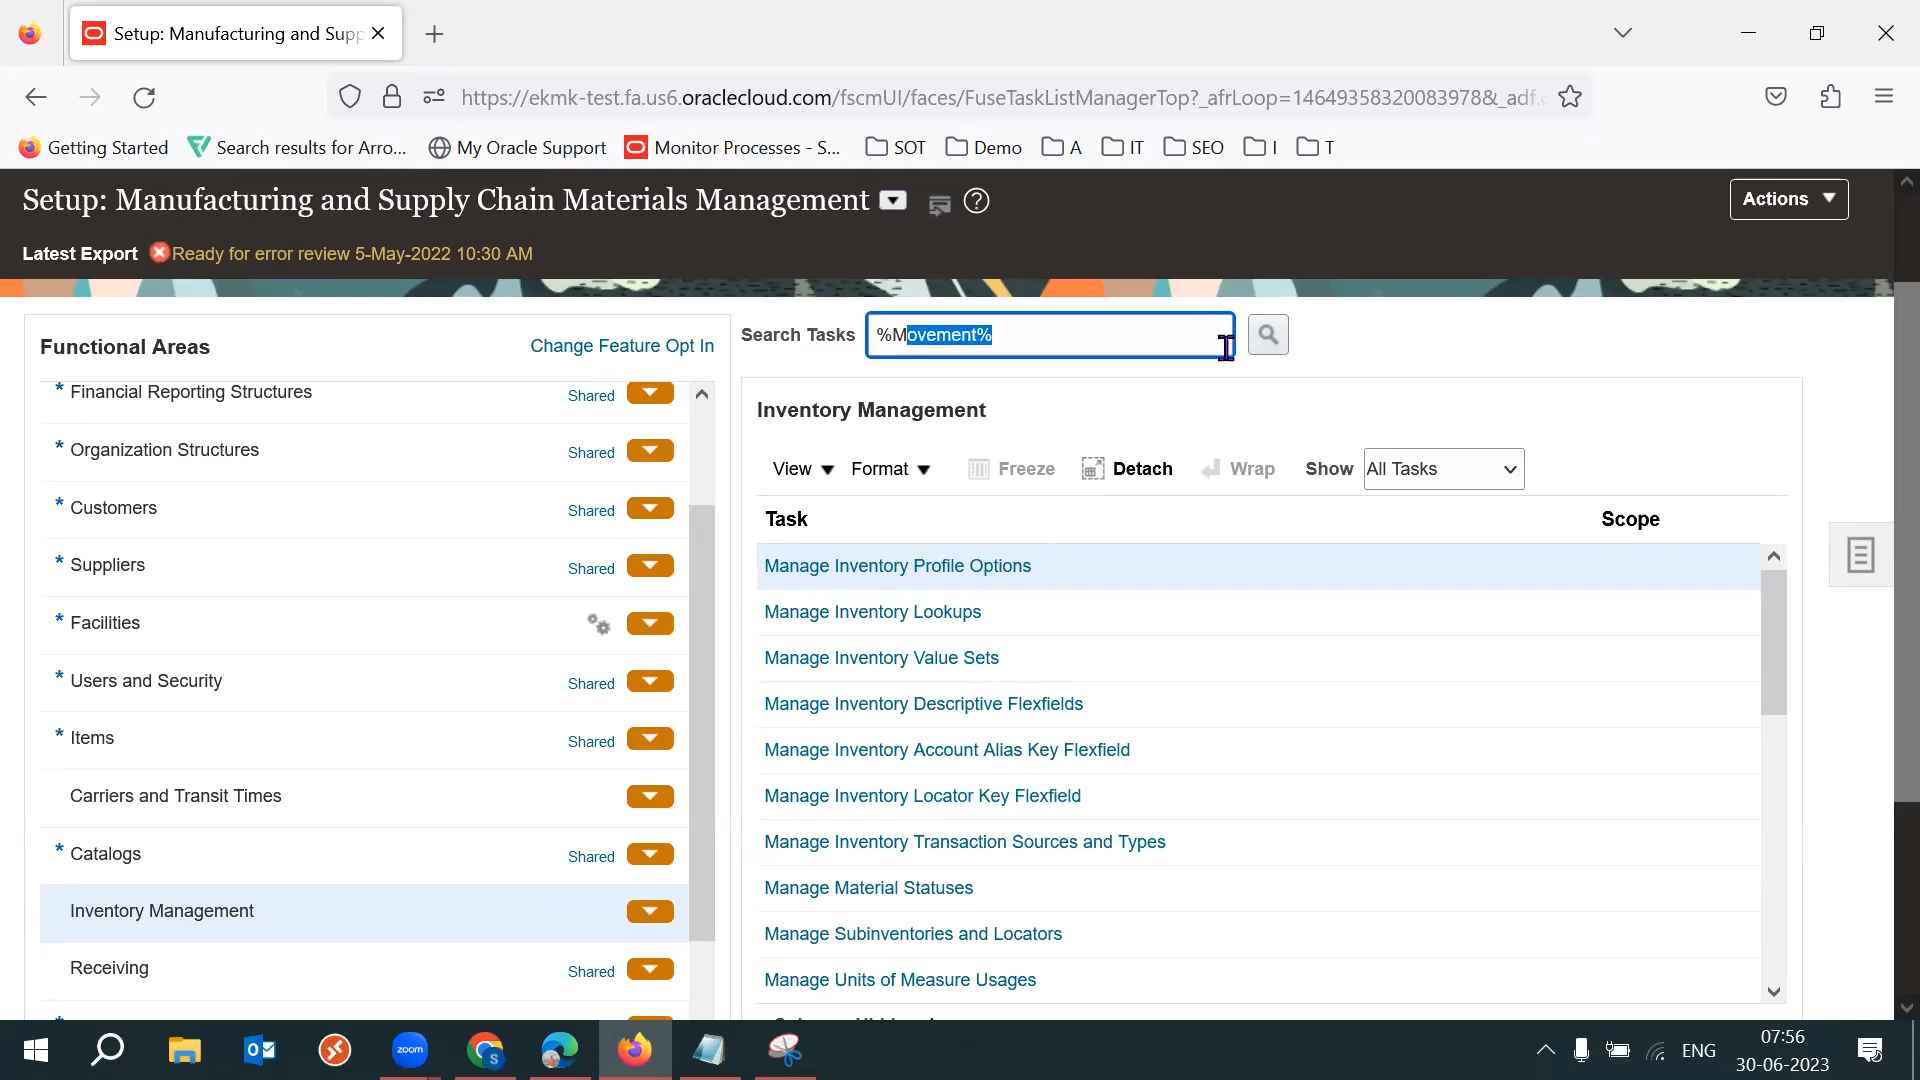 Setup: Manufacturing and Supp
https://ekmk-test.fa.us6.oraclecloud.com/fscmUI/faces/FuseTaskListManagerTop?_afrLoop=14649358320083978&_adf.c
Getting Started
Search results for Arro...
My Oracle Support
Monitor Processes - S...
SOT
Demo
A
IT
SEO
I
T
Setup: Manufacturing and Supply Chain Materials Management
Actions
Latest Export Ready for error review 5-May-2022 10:30 AM
Functional Areas
Change Feature Opt In
Financial Reporting Structures Shared
Organization Structures Shared
Customers Shared
Suppliers Shared
Facilities
Users and Security Shared
Items Shared
Carriers and Transit Times
Catalogs Shared
Inventory Management
Receiving Shared
Search Tasks %Movement%
Inventory Management
View Format Freeze Detach Wrap Show All Tasks
Task Scope
Manage Inventory Profile Options
Manage Inventory Lookups
Manage Inventory Value Sets
Manage Inventory Descriptive Flexfields
Manage Inventory Account Alias Key Flexfield
Manage Inventory Locator Key Flexfield
Manage Inventory Transaction Sources and Types
Manage Material Statuses
Manage Subinventories and Locators
Manage Units of Measure Usages
zoom
S
ENG
07:56
30-06-2023